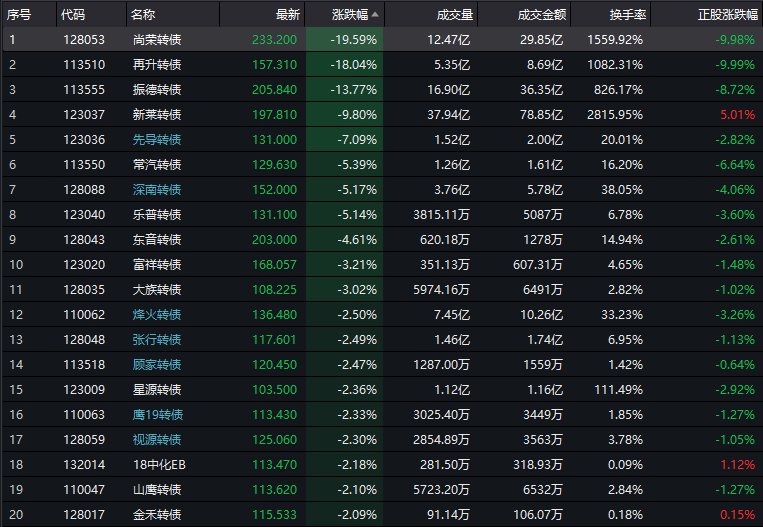 序号 代码 名称 最新 涨跌幅 成交量 成交金额 换手率 正股涨跌幅
1 128053 尚荣转债 233.200 -19.59% 12.47亿 29.85亿 1559.92% -9.98%
2 113510 再升转债 157.310 -18.04% 5.35亿 8.69亿 1082.31% -9.99%
3 113555 振德转债 205.840 -13.77% 16.90亿 36.35亿 826.17% -8.72%
4 123037 新莱转债 197.810 -9.80% 37.94亿 78.85亿 2815.95% 5.01%
5 123036 先导转债 131.000 -7.09% 1.52亿 2.00亿 20.01% -2.82%
6 113550 常汽转债 129.630 -5.39% 1.26亿 1.61亿 16.20% -6.64%
7 128088 深南转债 152.000 -5.17% 3.76亿 5.78亿 38.05% -4.06%
8 123040 乐普转债 131.100 -5.14% 3815.11万 5087万 6.78% -3.60%
9 128043 东音转债 203.000 -4.61% 620.18万 1278万 14.94% -2.61%
10 123020 富祥转债 168.057 -3.21% 351.13万 607.31万 4.65% -1.48%
11 128035 大族转债 108.225 -3.02% 5974.16万 6491万 2.82% -1.02%
12 110062 烽火转债 136.480 -2.50% 7.45亿 10.26亿 33.23% -3.26%
13 128048 张行转债 117.601 -2.49% 1.46亿 1.74亿 6.95% -1.13%
14 113518 顾家转债 120.450 -2.47% 1287.00万 1559万 1.42% -0.64%
15 123009 星源转债 103.500 -2.36% 1.12亿 1.16亿 111.49% -2.92%
16 110063 鹰19转债 113.430 -2.33% 3025.40万 3449万 1.85% -1.27%
17 128059 视源转债 125.060 -2.30% 2854.89万 3563万 3.78% -1.05%
18 132014 18中化EB 113.470 -2.18% 281.50万 318.93万 0.09% 1.12%
19 110047 山鹰转债 113.620 -2.10% 5723.20万 6532万 2.84% -1.27%
20 128017 金禾转债 115.533 -2.09% 91.14万 106.07万 0.18% 0.15%